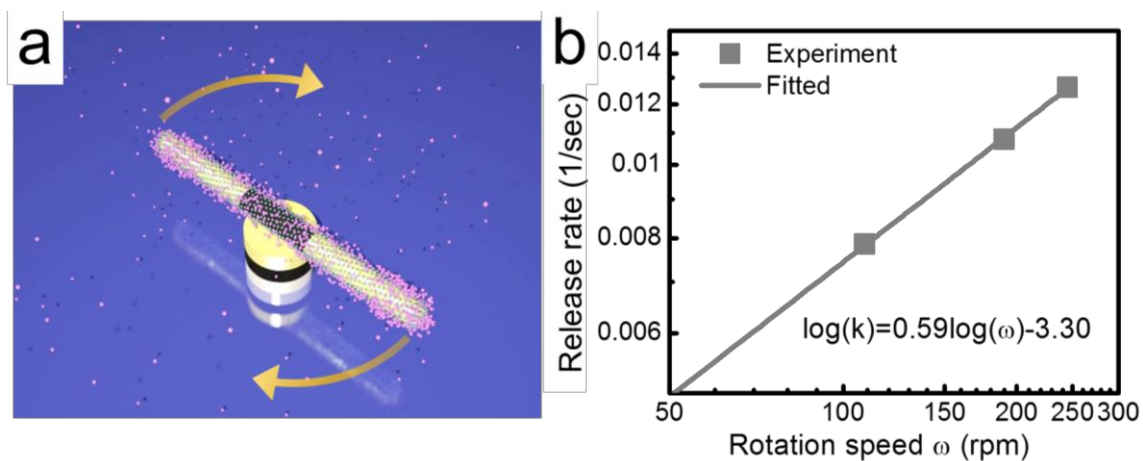 a
b
Release rate (1/sec)
0.014
0.012
0.01
0.008
0.006
Experiment
Fitted
log(k)=0.59log(ω)-3.30
50
100
150
200
250
300
Rotation speed ω (rpm)